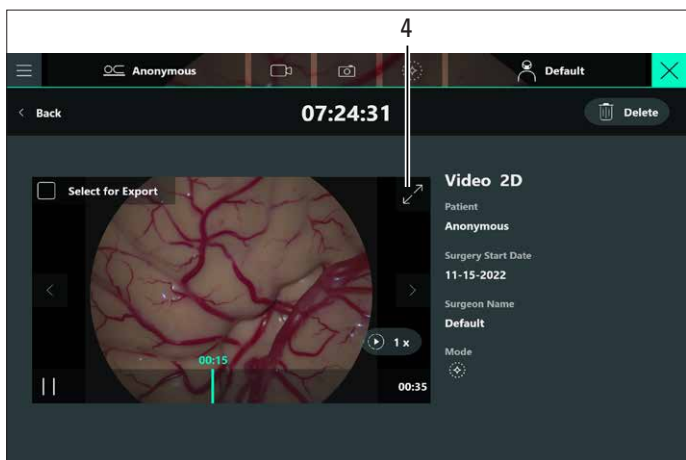 4
Anonymous
Default
Back
07:24:31
Delete
Select for Export
Video 2D
Patient
Anonymous
Surgery Start Date
11-15-2022
Surgeon Name
Default
Mode
1 x
00:15
00:35